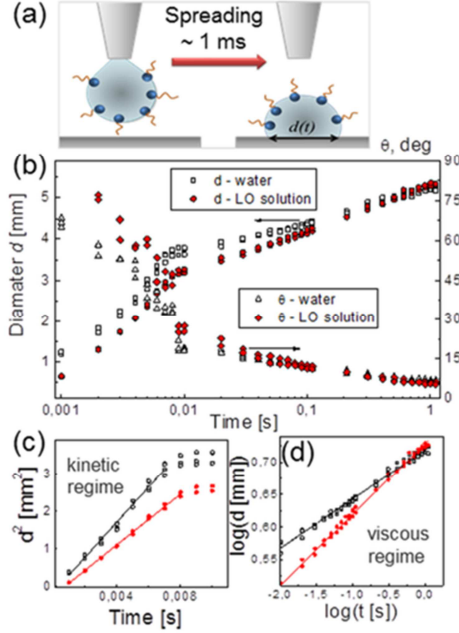 (a)
Spreading
~ 1 ms
d(t)
(b)
θ, deg
d - water
d - LO solution
θ - water
θ - LO solution
Diamater d [mm]
5
4
3
2
1
90
75
60
45
30
15
0
0,001
0,01
0,1
1
Time [s]
(c)
kinetic
regime
d² [mm²]
3
2
1
0
0,004
0,008
Time [s]
(d)
viscous
regime
log(d [mm])
0,70
0,65
0,60
0,55
-2,0
-1,5
-1,0
-0,5
0,0
log(t [s])